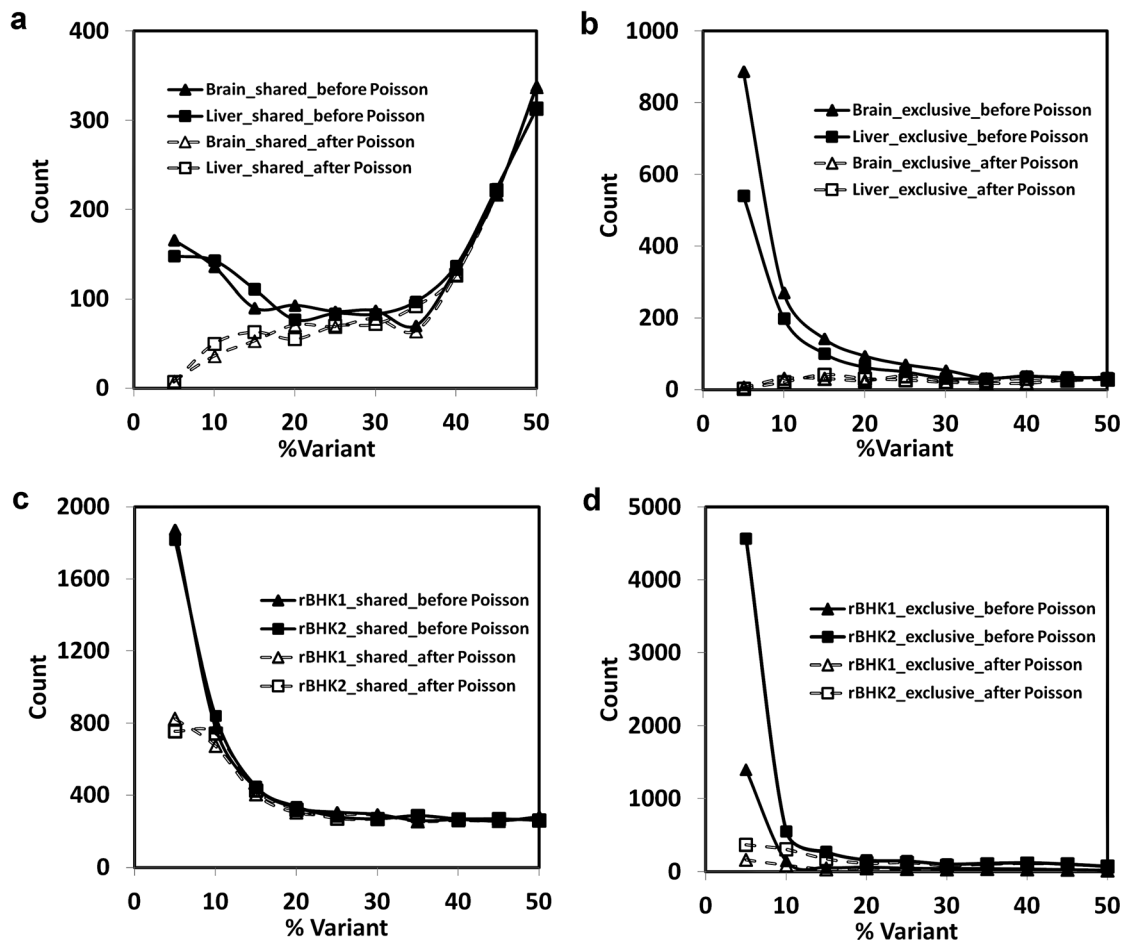 a
400
300
200
100
0
Count
Brain_shared_before Poisson
Liver_shared_before Poisson
Brain_shared_after Poisson
Liver_shared_after Poisson
0 10 20 30 40 50
%Variant
b
1000
800
600
400
200
0
Count
Brain_exclusive_before Poisson
Liver_exclusive_before Poisson
Brain_exclusive_after Poisson
Liver_exclusive_after Poisson
0 10 20 30 40 50
%Variant
c
2000
1600
1200
800
400
0
Count
rBHK1_shared_before Poisson
rBHK2_shared_before Poisson
rBHK1_shared_after Poisson
rBHK2_shared_after Poisson
0 10 20 30 40 50
% Variant
d
5000
4000
3000
2000
1000
0
Count
rBHK1_exclusive_before Poisson
rBHK2_exclusive_before Poisson
rBHK1_exclusive_after Poisson
rBHK2_exclusive_after Poisson
0 10 20 30 40 50
% Variant